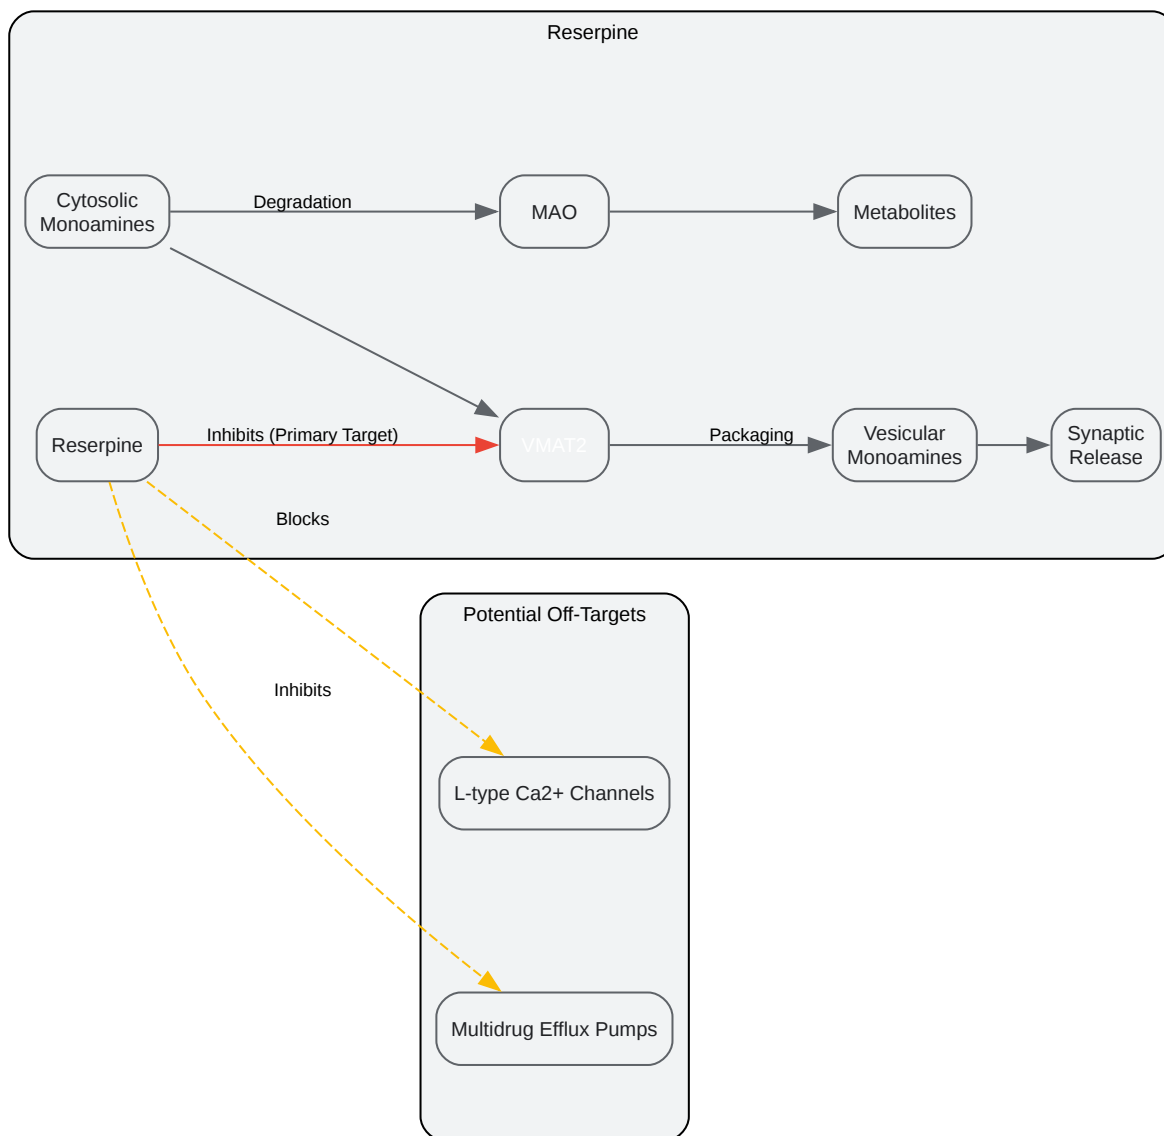 Reserpine
Cytosolic
Monoamines
Degradation
MAO
Metabolites
Reserpine
Inhibits (Primary Target)
VMAT2
Packaging
Vesicular
Monoamines
Synaptic
Release
Blocks
Potential Off-Targets
Inhibits
L-type Ca2+ Channels
Multidrug Efflux Pumps